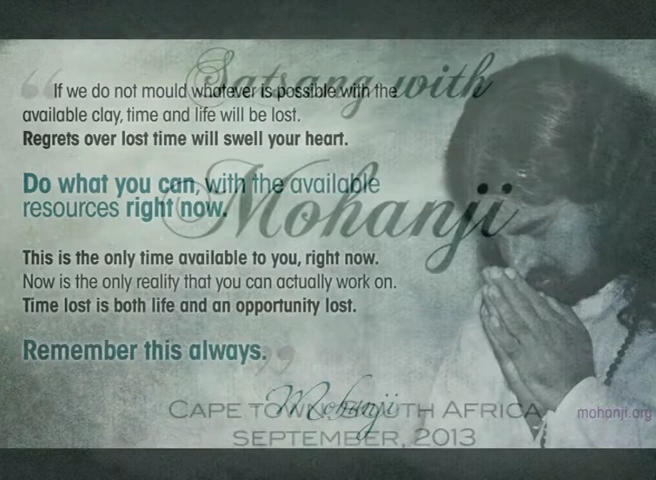 Satsang with
Mohanji
“ If we do not mould whatever is possible with the
available clay, time and life will be lost.
Regrets over lost time will swell your heart.
Do what you can, with the available
resources right now.
This is the only time available to you, right now.
Now is the only reality that you can actually work on.
Time lost is both life and an opportunity lost.
Remember this always. ”
Mohanji
CAPE TOWN, SOUTH AFRICA
SEPTEMBER, 2013
mohanji.org